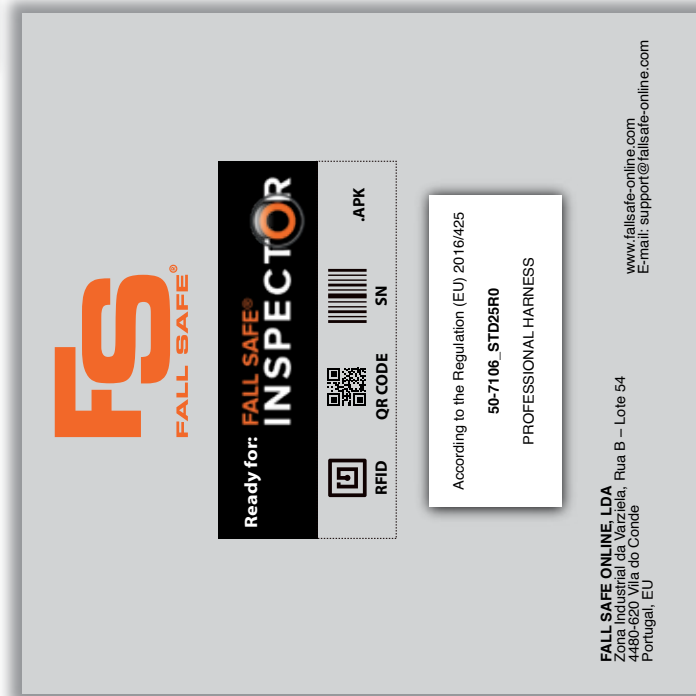 FS
FALL SAFE®
Ready for: FALL SAFE®
INSPECTOR
RFID QR CODE SN .APK
According to the Regulation (EU) 2016/425
50-7106_STD25R0
PROFESSIONAL HARNESS
FALL SAFE ONLINE, LDA
Zona Industrial da Varziela, Rua B – Lote 54
4480-620 Vila do Conde
Portugal, EU
www.fallsafe-online.com
E-mail: support@fallsafe-online.com